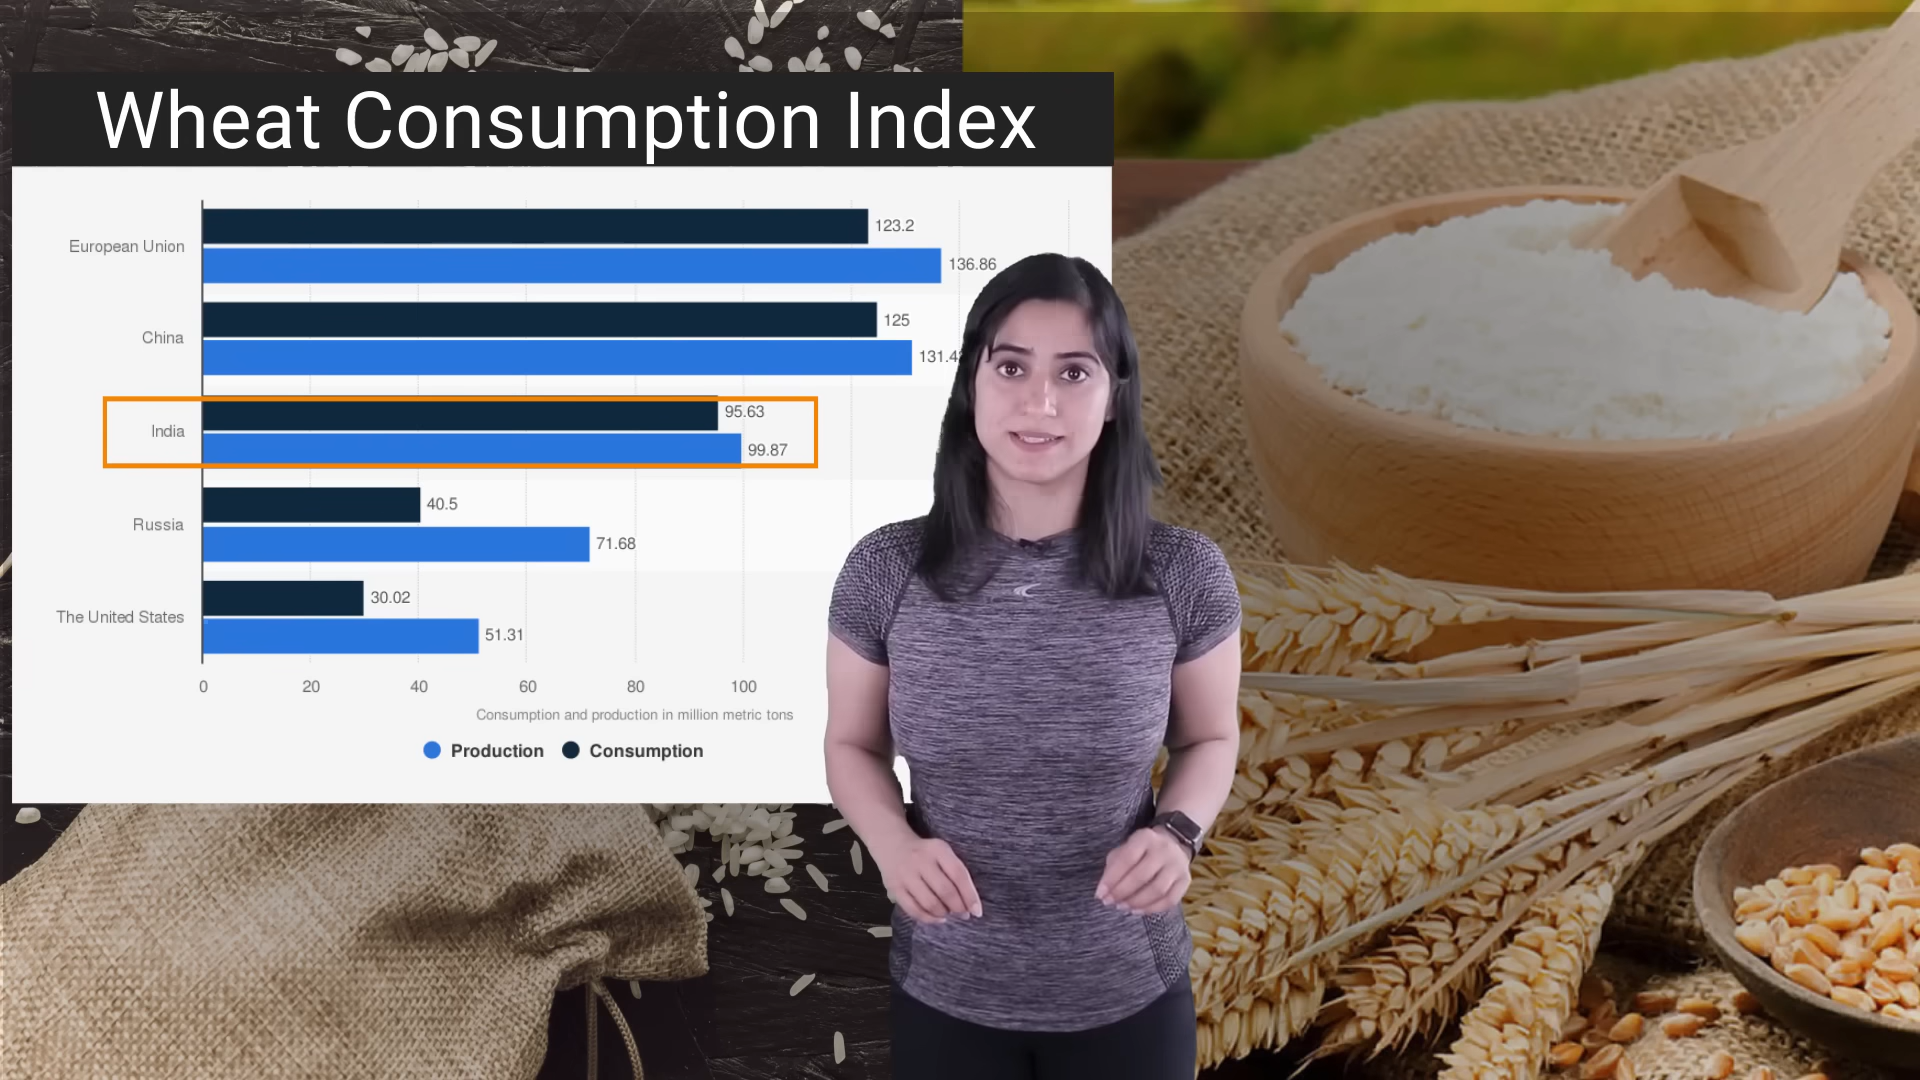 Wheat Consumption Index
European Union
123.2
136.86
China
125
131.4
India
95.63
99.87
Russia
40.5
71.68
The United States
30.02
51.31
0 20 40 60 80 100
Consumption and production in million metric tons
Production Consumption